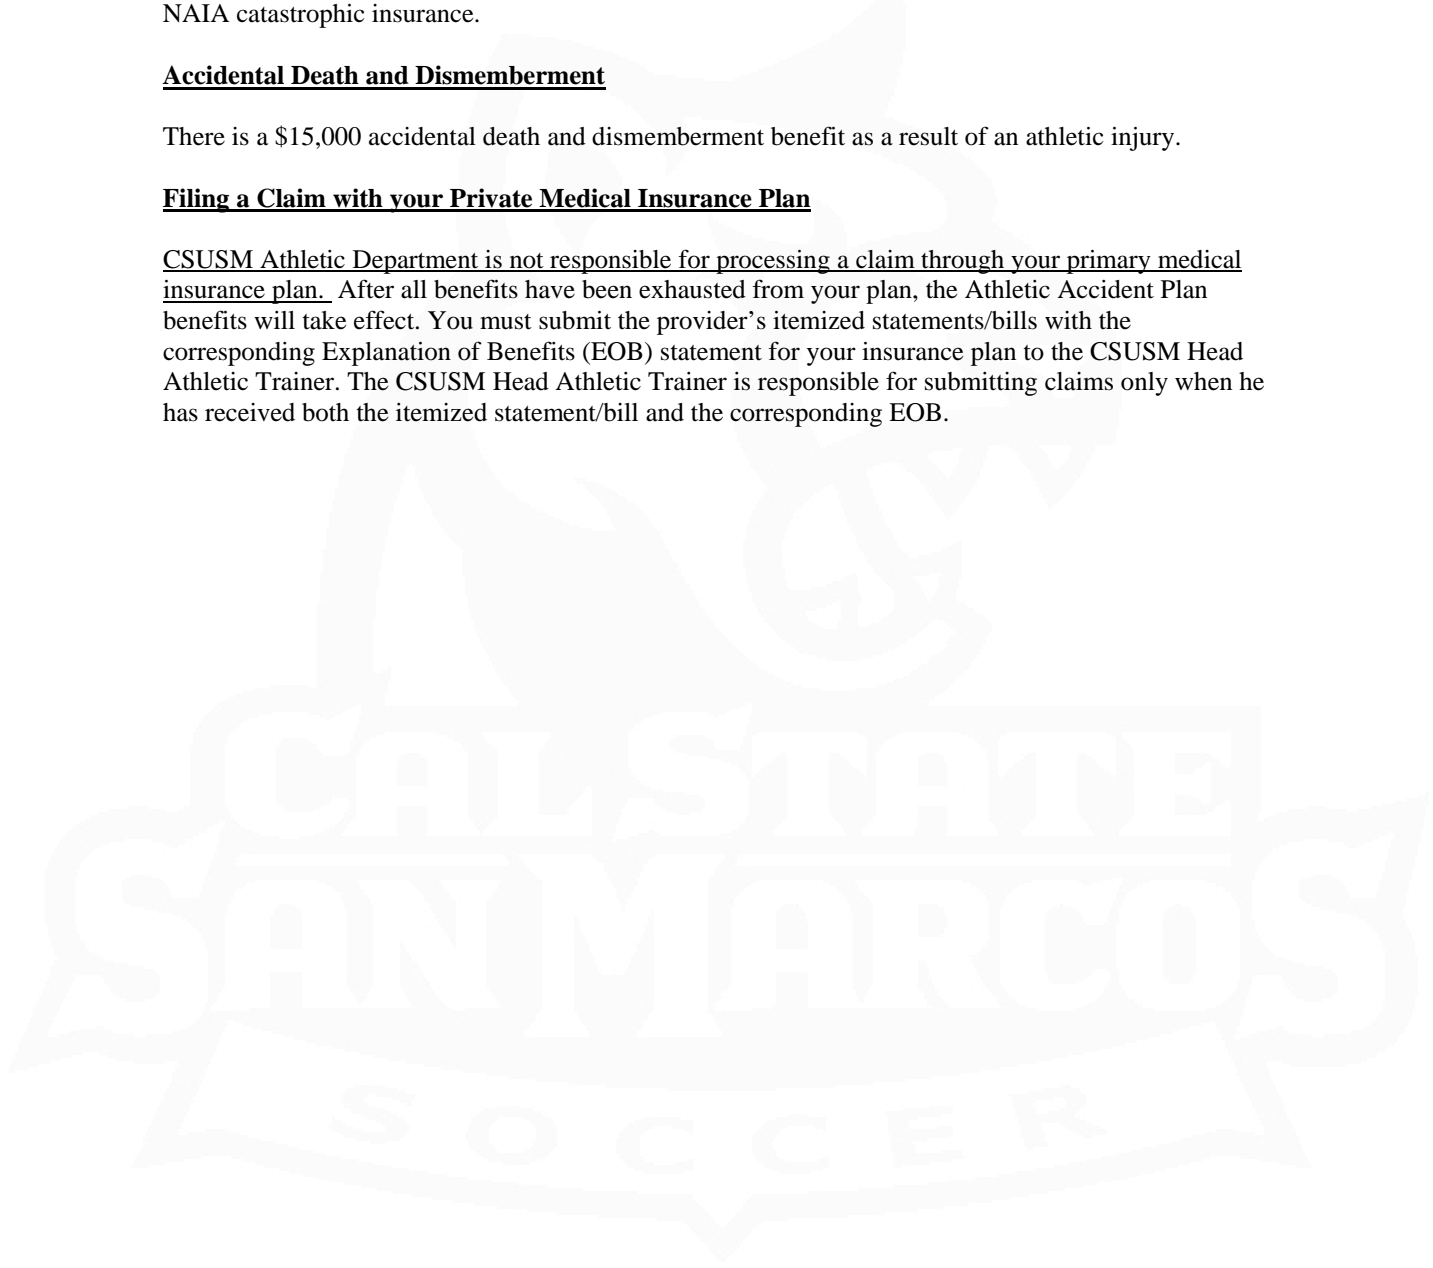 NAIA catastrophic insurance.
Accidental Death and Dismemberment
There is a $15,000 accidental death and dismemberment benefit as a result of an athletic injury.
Filing a Claim with your Private Medical Insurance Plan
CSUSM Athletic Department is not responsible for processing a claim through your primary medical
insurance plan.  After all benefits have been exhausted from your plan, the Athletic Accident Plan
benefits will take effect. You must submit the provider’s itemized statements/bills with the
corresponding Explanation of Benefits (EOB) statement for your insurance plan to the CSUSM Head
Athletic Trainer. The CSUSM Head Athletic Trainer is responsible for submitting claims only when he
has received both the itemized statement/bill and the corresponding EOB.
CAL STATE
SAN MARCOS
SOCCER